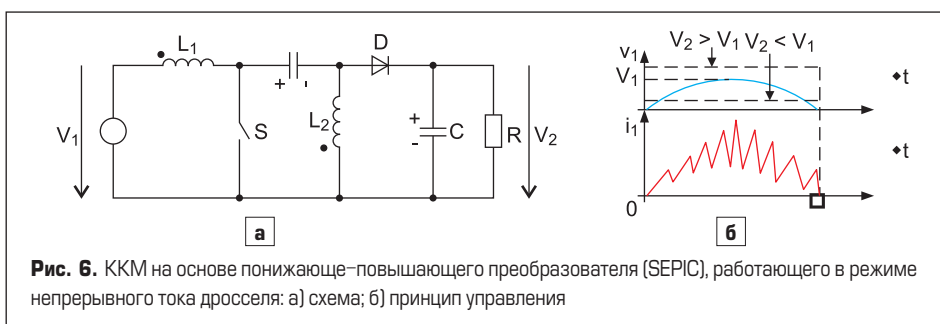 L₁
D
V₁
S
+ -
L₂
+
-
C
R
V₂
а
v₁
V₂ > V₁ V₂ < V₁
V₁
t
i₁
t
0
б
Рис. 6. ККМ на основе понижающе-повышающего преобразователя (SEPIC), работающего в режиме
непрерывного тока дросселя: а) схема; б) принцип управления